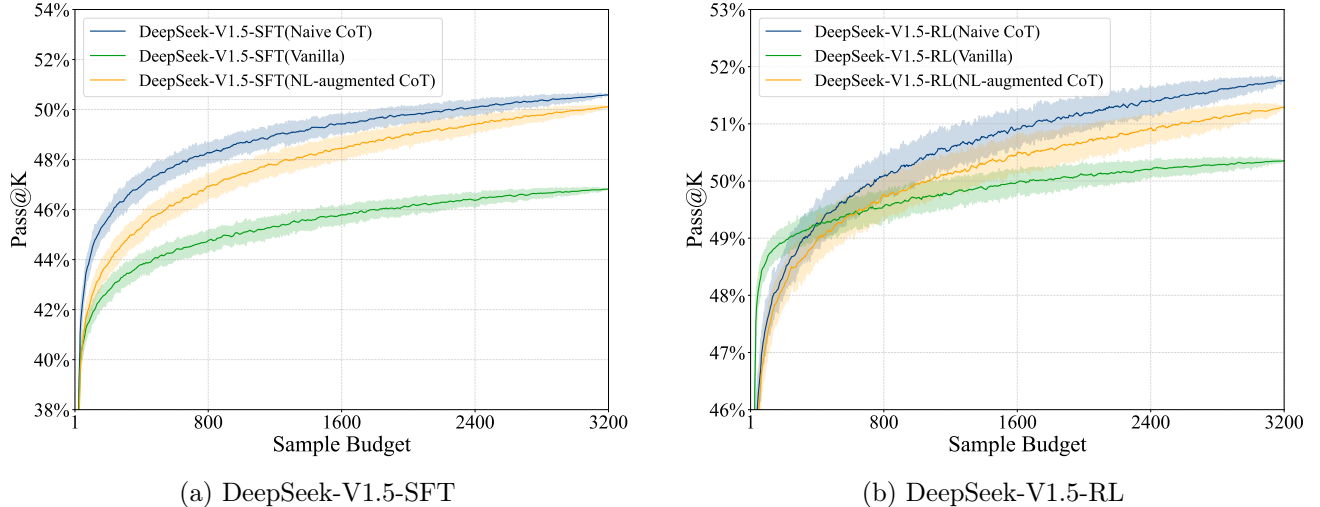 54%
52%
50%
48%
46%
44%
42%
40%
38%
Pass@K
DeepSeek-V1.5-SFT(Naive CoT)
DeepSeek-V1.5-SFT(Vanilla)
DeepSeek-V1.5-SFT(NL-augmented CoT)
1 800 1600 2400 3200
Sample Budget
(a) DeepSeek-V1.5-SFT
53%
52%
51%
50%
49%
48%
47%
46%
Pass@K
DeepSeek-V1.5-RL(Naive CoT)
DeepSeek-V1.5-RL(Vanilla)
DeepSeek-V1.5-RL(NL-augmented CoT)
1 800 1600 2400 3200
Sample Budget
(b) DeepSeek-V1.5-RL